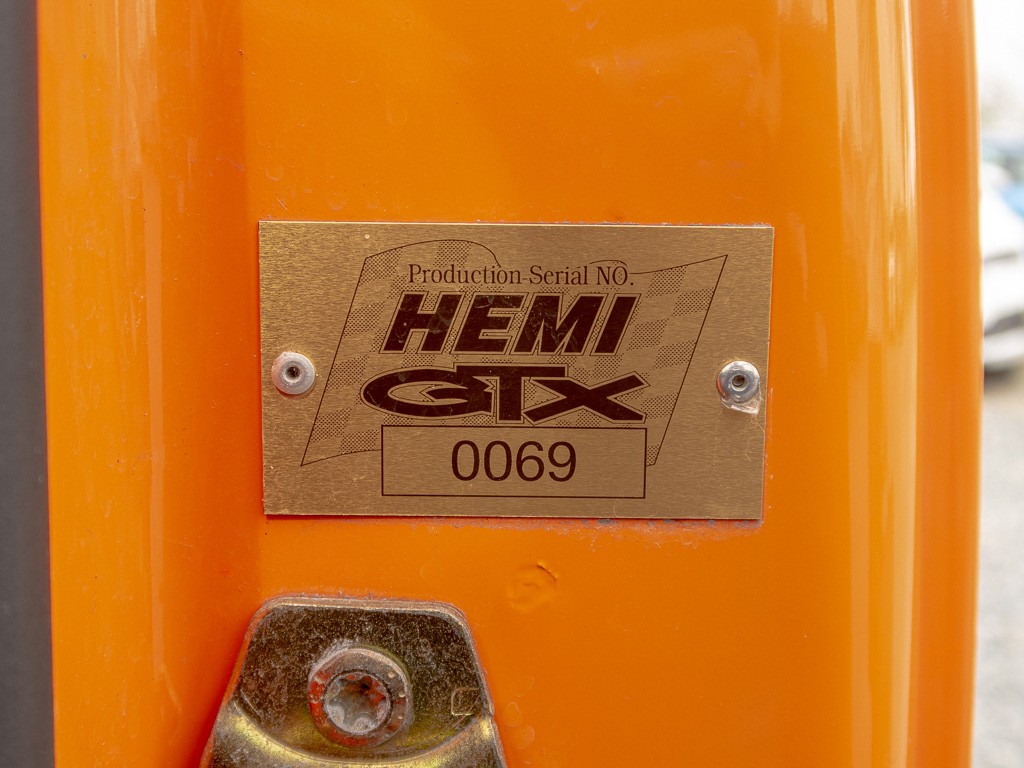 Production Serial NO.
HEMI
GTX
0069